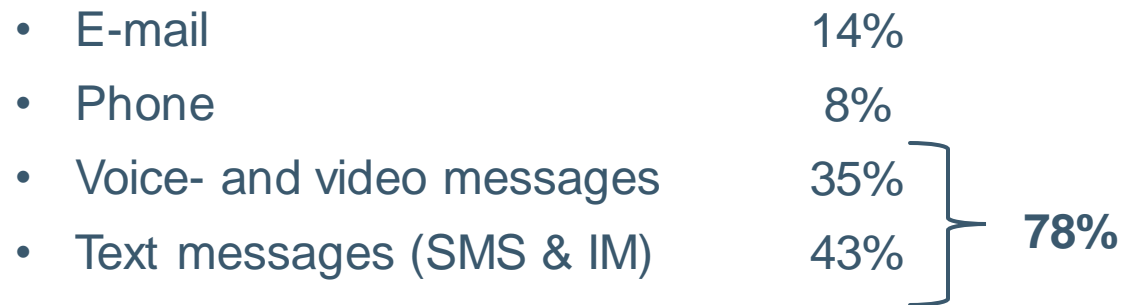 • E-mail 14%
• Phone 8%
• Voice- and video messages 35%
• Text messages (SMS & IM) 43%
78%